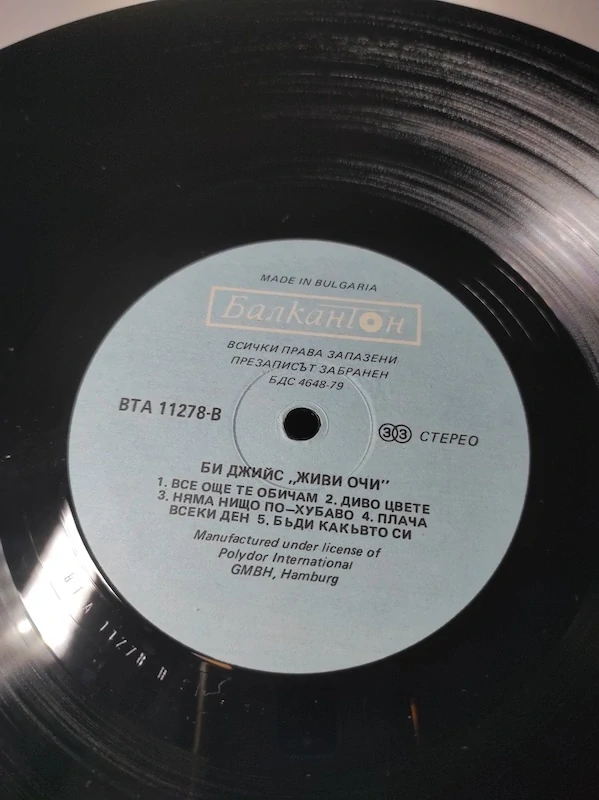 MADE IN BULGARIA
Балкантон
ВСИЧКИ ПРАВА ЗАПАЗЕНИ
ПРЕЗАПИСЪТ ЗАБРАНЕН
БДС 4648-79
ВТА 11278-В
33 СТЕРЕО
БИ ДЖИЙС „ЖИВИ ОЧИ"
1. ВСЕ ОЩЕ ТЕ ОБИЧАМ 2. ДИВО ЦВЕТЕ
3. НЯМА НИЩО ПО-ХУБАВО 4. ПЛАЧА
ВСЕКИ ДЕН 5. БЪДИ КАКЪВТО СИ
Manufactured under license of
Polydor International
GMBH, Hamburg
ВТА 11278 В